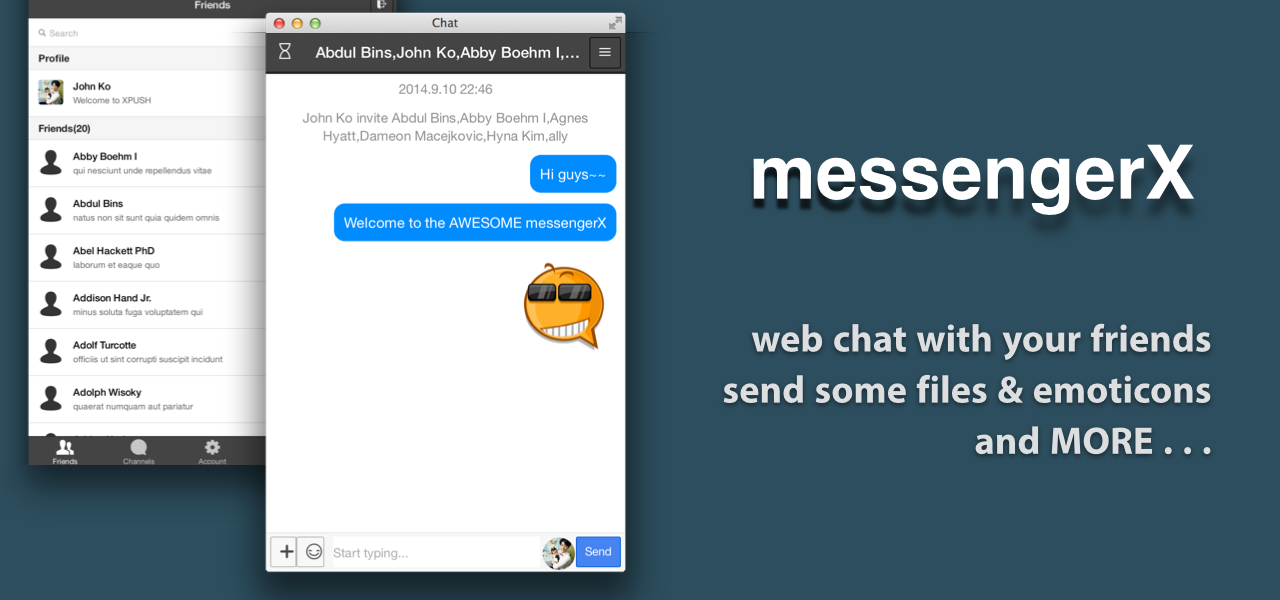 Friends
Search
Profile
John Ko
Welcome to XPUSH
Friends(20)
Abby Boehm I
qui nesciunt unde repellendus vitae
Abdul Bins
natus non sit sunt quia quidem omnis
Abel Hackett PhD
laborum et eaque quo
Addison Hand Jr.
minus soluta fuga voluptatem qui
Adolf Turcotte
officiis ut sint corrupti suscipit incidunt
Adolph Wisoky
quaerat numquam aut pariatur
Friends
Channels
Account
Chat
Abdul Bins,John Ko,Abby Boehm I,...
2014.9.10 22:46
John Ko invite Abdul Bins,Abby Boehm I,Agnes
Hyatt,Dameon Macejkovic,Hyna Kim,ally
Hi guys~~
Welcome to the AWESOME messengerX
Start typing...
Send
messengerX
web chat with your friends
send some files & emoticons
and MORE . . .